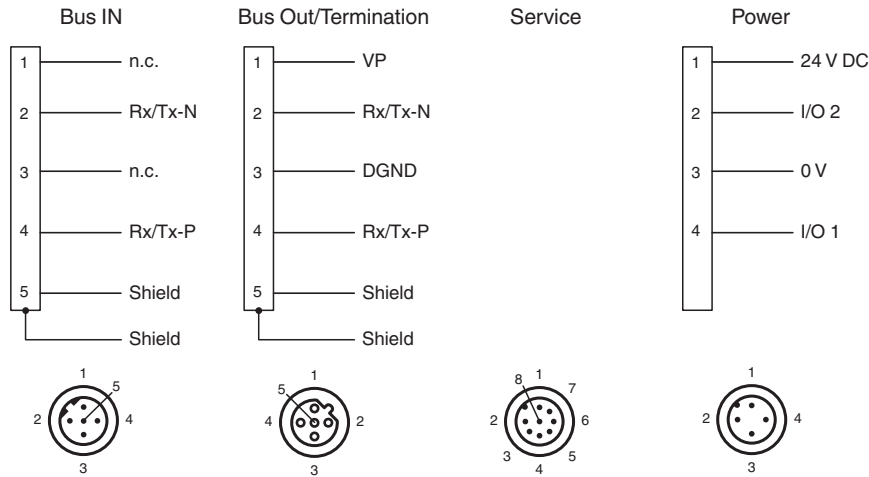 Bus IN
Bus Out/Termination
Service
Power
1 n.c.
2 Rx/Tx-N
3 n.c.
4 Rx/Tx-P
5 Shield
Shield
1 VP
2 Rx/Tx-N
3 DGND
4 Rx/Tx-P
5 Shield
Shield
1 24 V DC
2 I/O 2
3 0 V
4 I/O 1
1
5
2
4
3
1
5
4
2
3
8
1
7
2
6
3
5
4
1
2
4
3